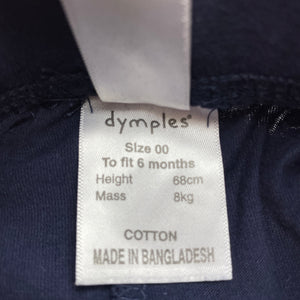 dymples®
Size 00
To fit 6 months
Height 68cm
Mass 8kg
COTTON
MADE IN BANGLADESH